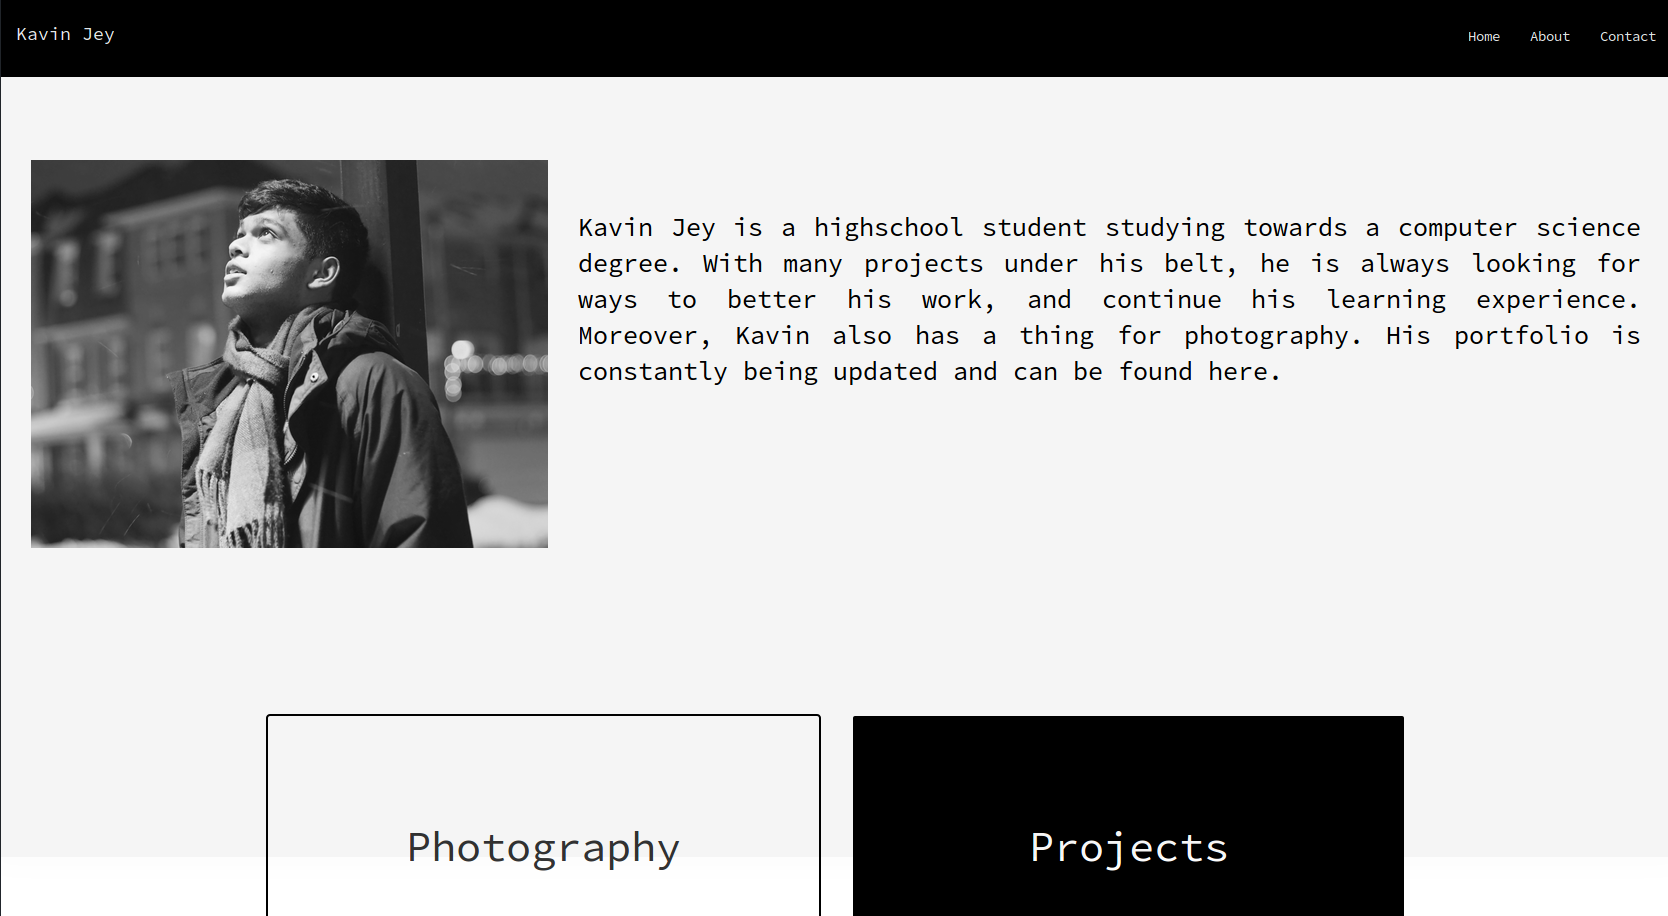 Kavin Jey
Home About Contact
Kavin Jey is a highschool student studying towards a computer science
degree. With many projects under his belt, he is always looking for
ways to better his work, and continue his learning experience.
Moreover, Kavin also has a thing for photography. His portfolio is
constantly being updated and can be found here.
Photography
Projects